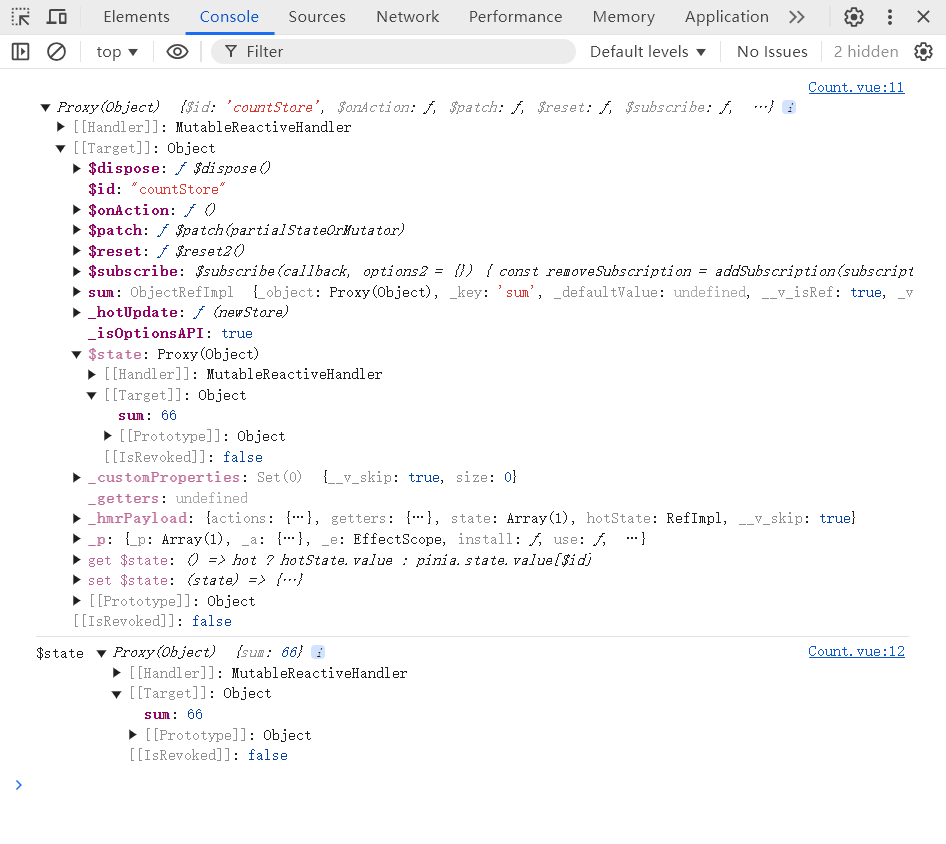 Elements Console Sources Network Performance Memory Application
top Filter Default levels No Issues 2 hidden
Count.vue:11
Proxy(Object) {$id: 'countStore', $onAction: ƒ, $patch: ƒ, $reset: ƒ, $subscribe: ƒ, …} i
[[Handler]]: MutableReactiveHandler
[[Target]]: Object
$dispose: ƒ $dispose()
$id: "countStore"
$onAction: ƒ ()
$patch: ƒ $patch(partialStateOrMutator)
$reset: ƒ $reset2()
$subscribe: $subscribe(callback, options2 = {}) { const removeSubscription = addSubscription(subscript
sum: ObjectRefImpl {_object: Proxy(Object), _key: 'sum', _defaultValue: undefined, __v_isRef: true, _v
_hotUpdate: ƒ (newStore)
_isOptionsAPI: true
$state: Proxy(Object)
[[Handler]]: MutableReactiveHandler
[[Target]]: Object
sum: 66
[[Prototype]]: Object
[[IsRevoked]]: false
_customProperties: Set(0) {__v_skip: true, size: 0}
_getters: undefined
_hmrPayload: {actions: {…}, getters: {…}, state: Array(1), hotState: RefImpl, __v_skip: true}
_p: {_p: Array(1), _a: {…}, _e: EffectScope, install: ƒ, use: ƒ, …}
get $state: () => hot ? hotState.value : pinia.state.value[$id]
set $state: (state) => {…}
[[Prototype]]: Object
[[IsRevoked]]: false
$state Proxy(Object) {sum: 66} i Count.vue:12
[[Handler]]: MutableReactiveHandler
[[Target]]: Object
sum: 66
[[Prototype]]: Object
[[IsRevoked]]: false